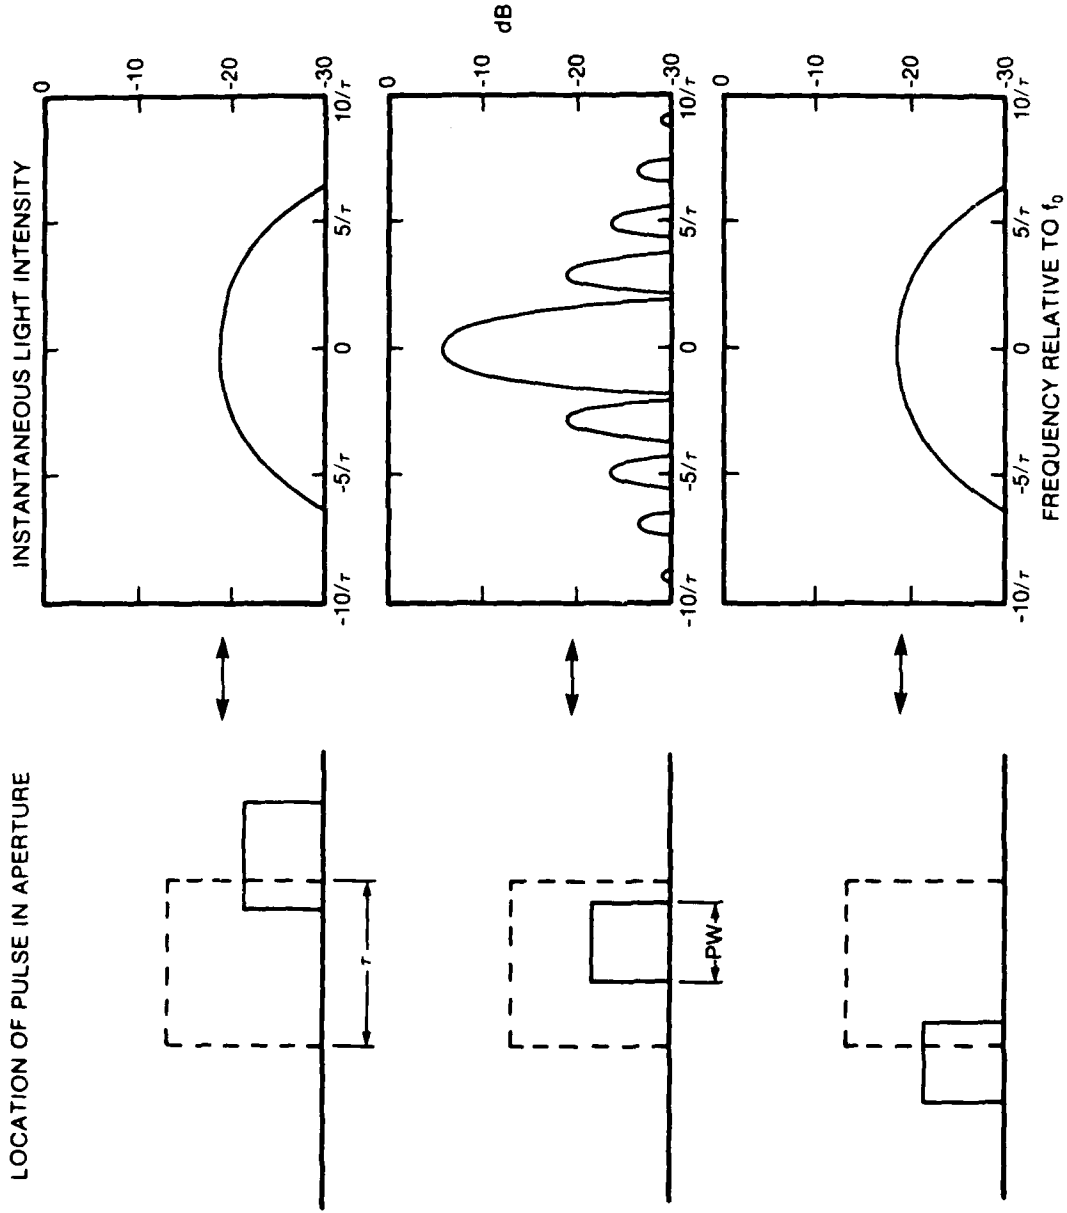 LOCATION OF PULSE IN APERTURE
INSTANTANEOUS LIGHT INTENSITY
τ
0
-10
-20
-30
-10/τ
-5/τ
0
5/τ
10/τ
PW
0
-10
-20
-30
dB
-10/τ
-5/τ
0
5/τ
10/τ
0
-10
-20
-30
-10/τ
-5/τ
0
5/τ
10/τ
FREQUENCY RELATIVE TO f₀